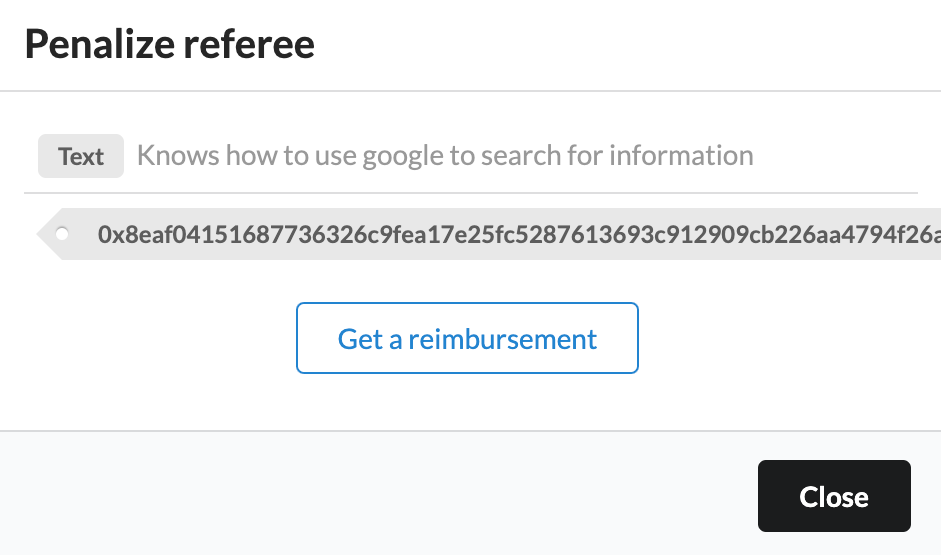 Penalize referee
Text Knows how to use google to search for information
0x8eaf04151687736326c9fea17e25fc5287613693c912909cb226aa4794f26a
Get a reimbursement
Close